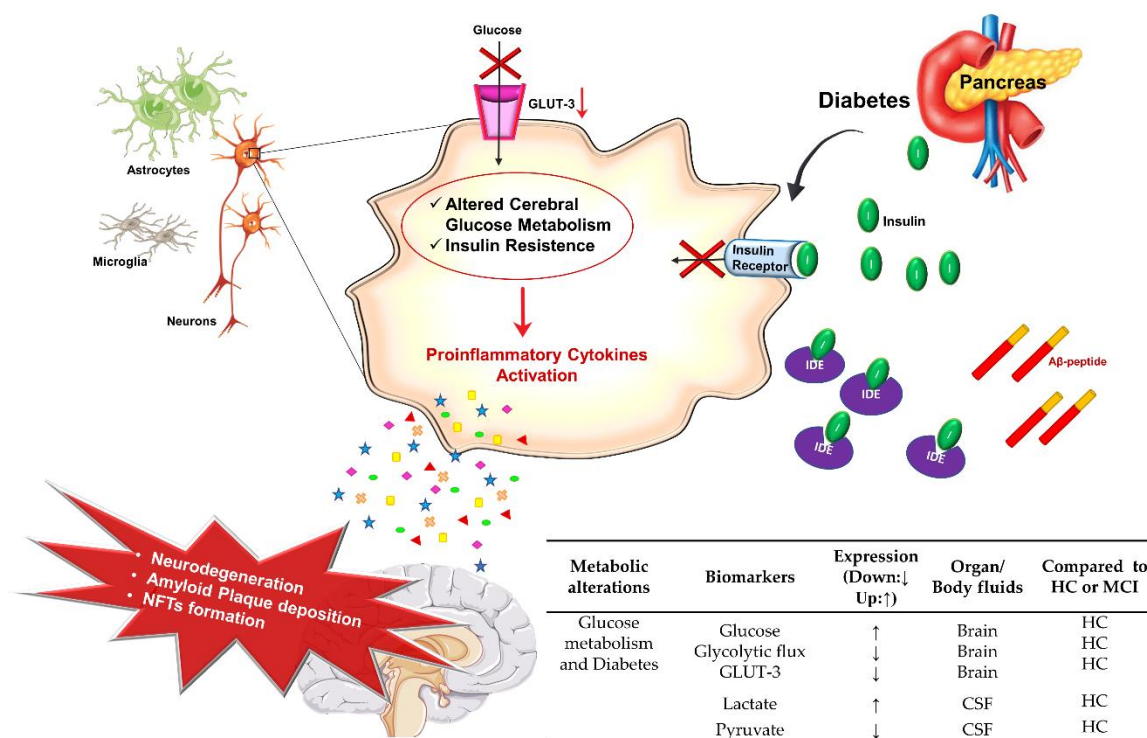 Glucose
GLUT-3 ↓
Pancreas
Diabetes
Astrocytes
Microglia
Neurons
✓ Altered Cerebral
Glucose Metabolism
✓ Insulin Resistence
Insulin
Receptor
I
I
Insulin
I
I
I
I
Proinflammatory Cytokines
Activation
I
IDE
I
IDE
I
IDE
I
IDE
Aβ-peptide
• Neurodegeneration
• Amyloid Plaque deposition
• NFTs formation
Metabolic alterations Biomarkers Expression (Down:↓ Up:↑) Organ/ Body fluids Compared to HC or MCI
Glucose metabolism and Diabetes
Glucose ↑ Brain HC
Glycolytic flux ↓ Brain HC
GLUT-3 ↓ Brain HC
Lactate ↑ CSF HC
Pyruvate ↓ CSF HC